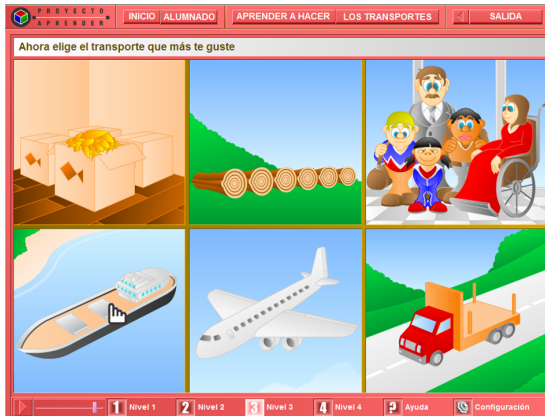 PROYECTO
APRENDER
INICIO ALUMNADO APRENDER A HACER LOS TRANSPORTES SALIDA
Ahora elige el transporte que más te guste
1 Nivel 1 2 Nivel 2 3 Nivel 3 4 Nivel 4 ? Ayuda Configuración